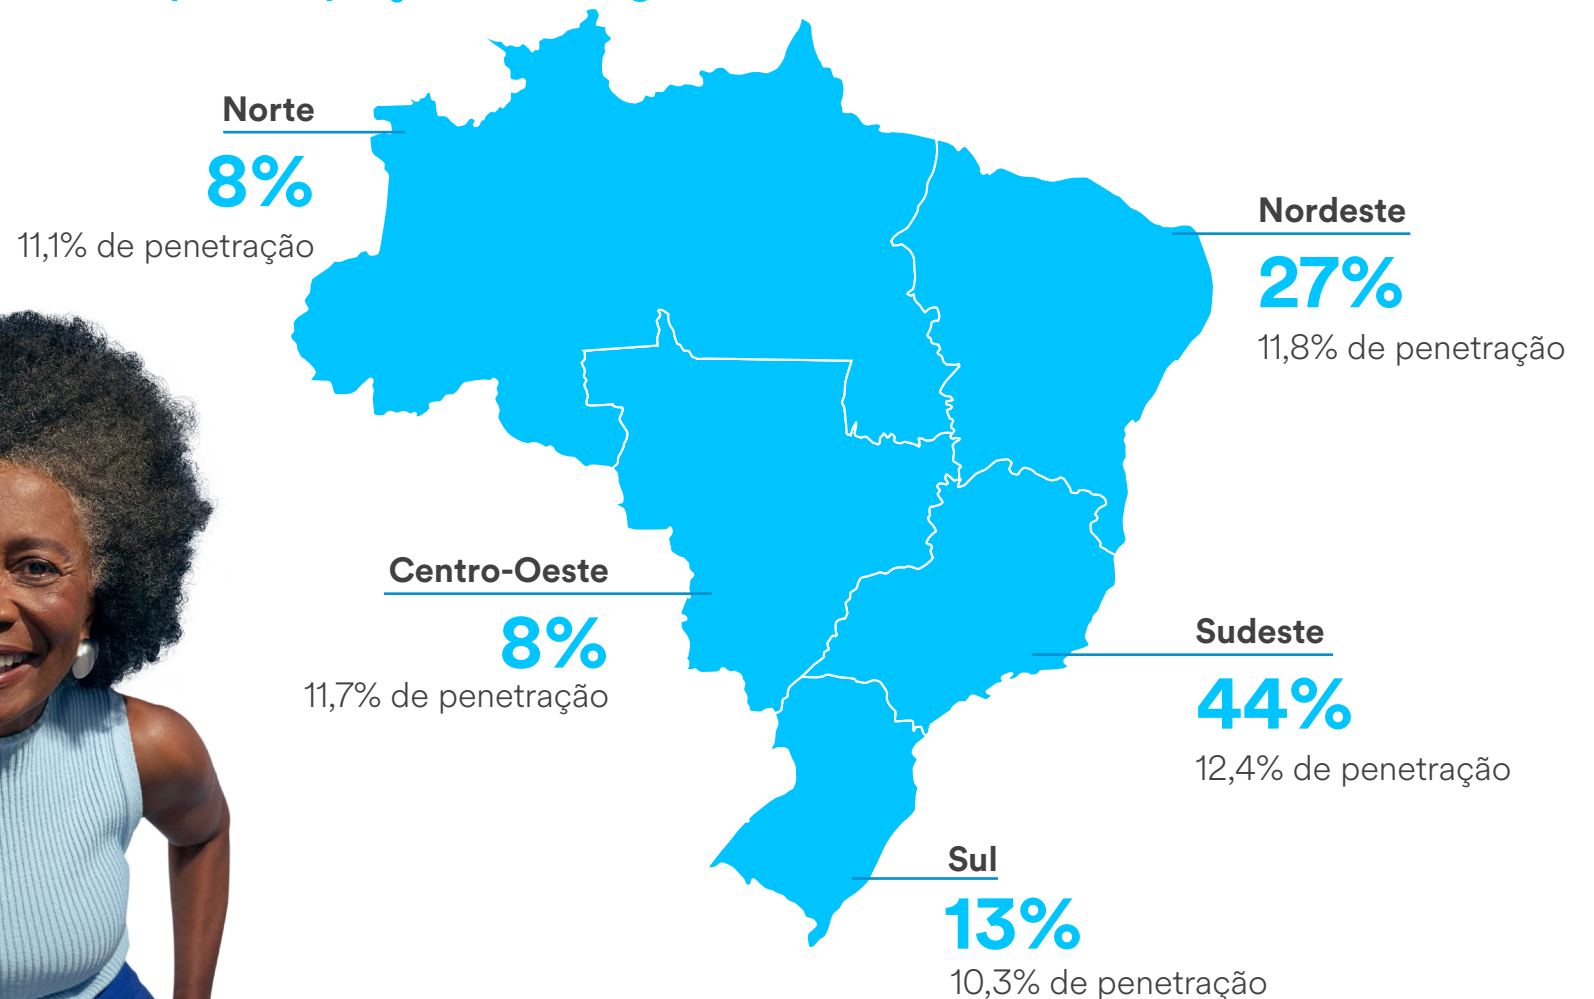 Norte
8%
11,1% de penetração
Nordeste
27%
11,8% de penetração
Centro-Oeste
8%
11,7% de penetração
Sudeste
44%
12,4% de penetração
Sul
13%
10,3% de penetração